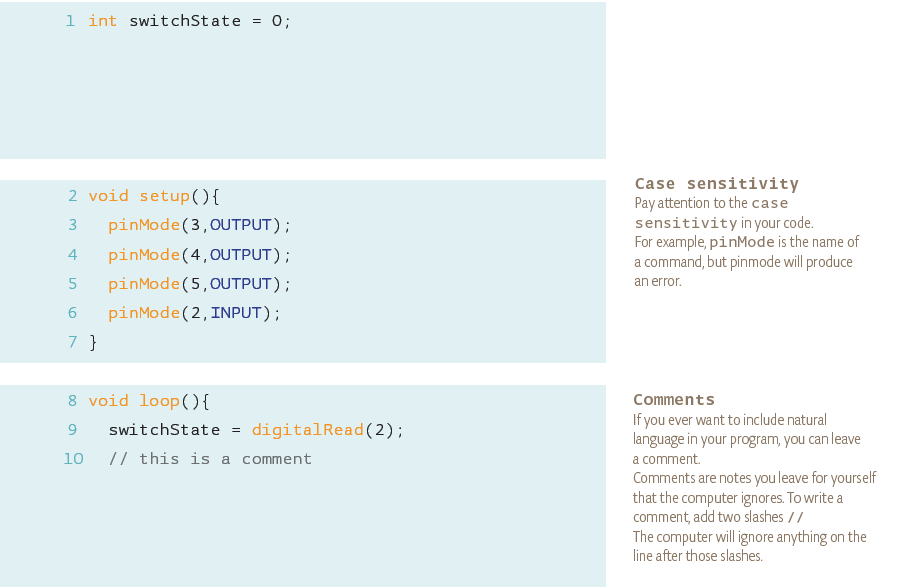 1 int switchState = 0;
2 void setup(){
3 pinMode(3,OUTPUT);
4 pinMode(4,OUTPUT);
5 pinMode(5,OUTPUT);
6 pinMode(2,INPUT);
7 }
Case sensitivity
Pay attention to the case
sensitivity in your code.
For example, pinMode is the name of
a command, but pinmode will produce
an error.
8 void loop(){
9 switchState = digitalRead(2);
10 // this is a comment
Comments
If you ever want to include natural
language in your program, you can leave
a comment.
Comments are notes you leave for yourself
that the computer ignores. To write a
comment, add two slashes //
The computer will ignore anything on the
line after those slashes.